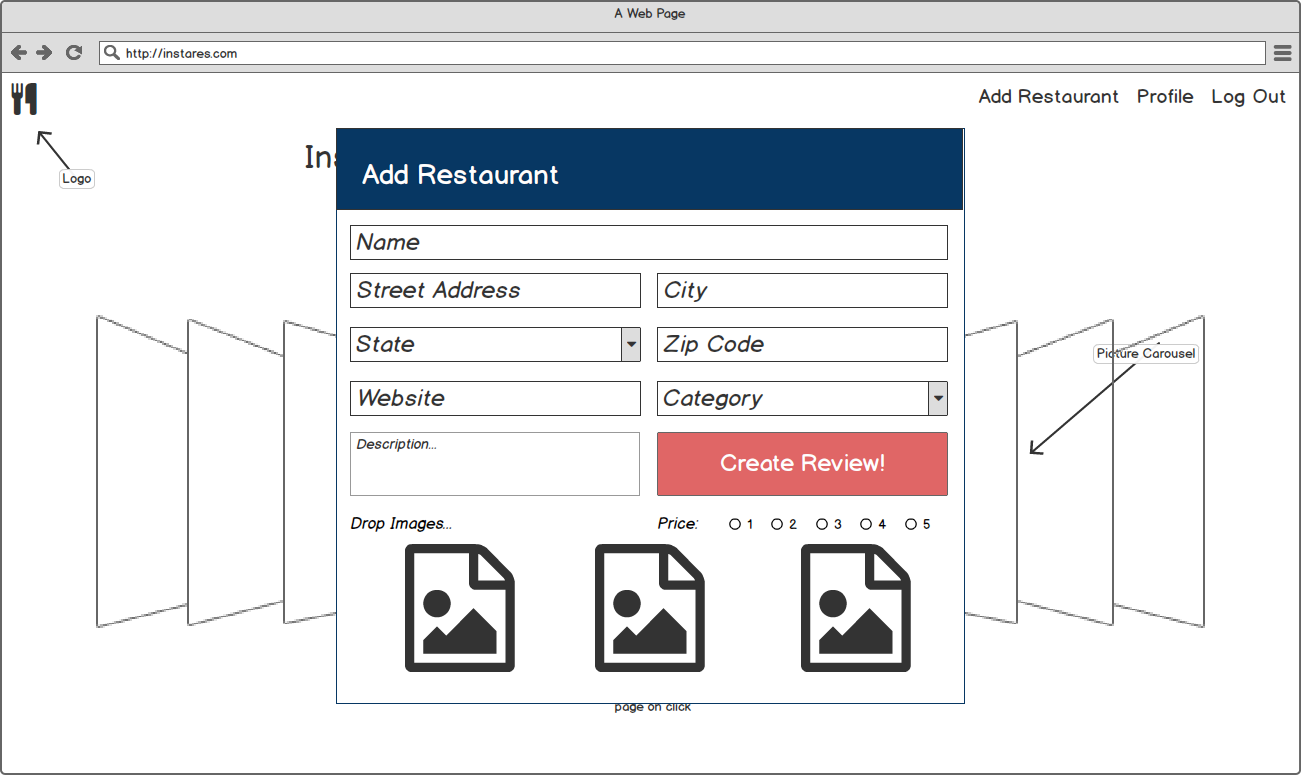 A Web Page
http://instares.com
Add Restaurant Profile Log Out
Logo
Add Restaurant
Name
Street Address City
State Zip Code
Picture Carousel
Website Category
Description...
Create Review!
Drop Images... Price: 1 2 3 4 5
page on click